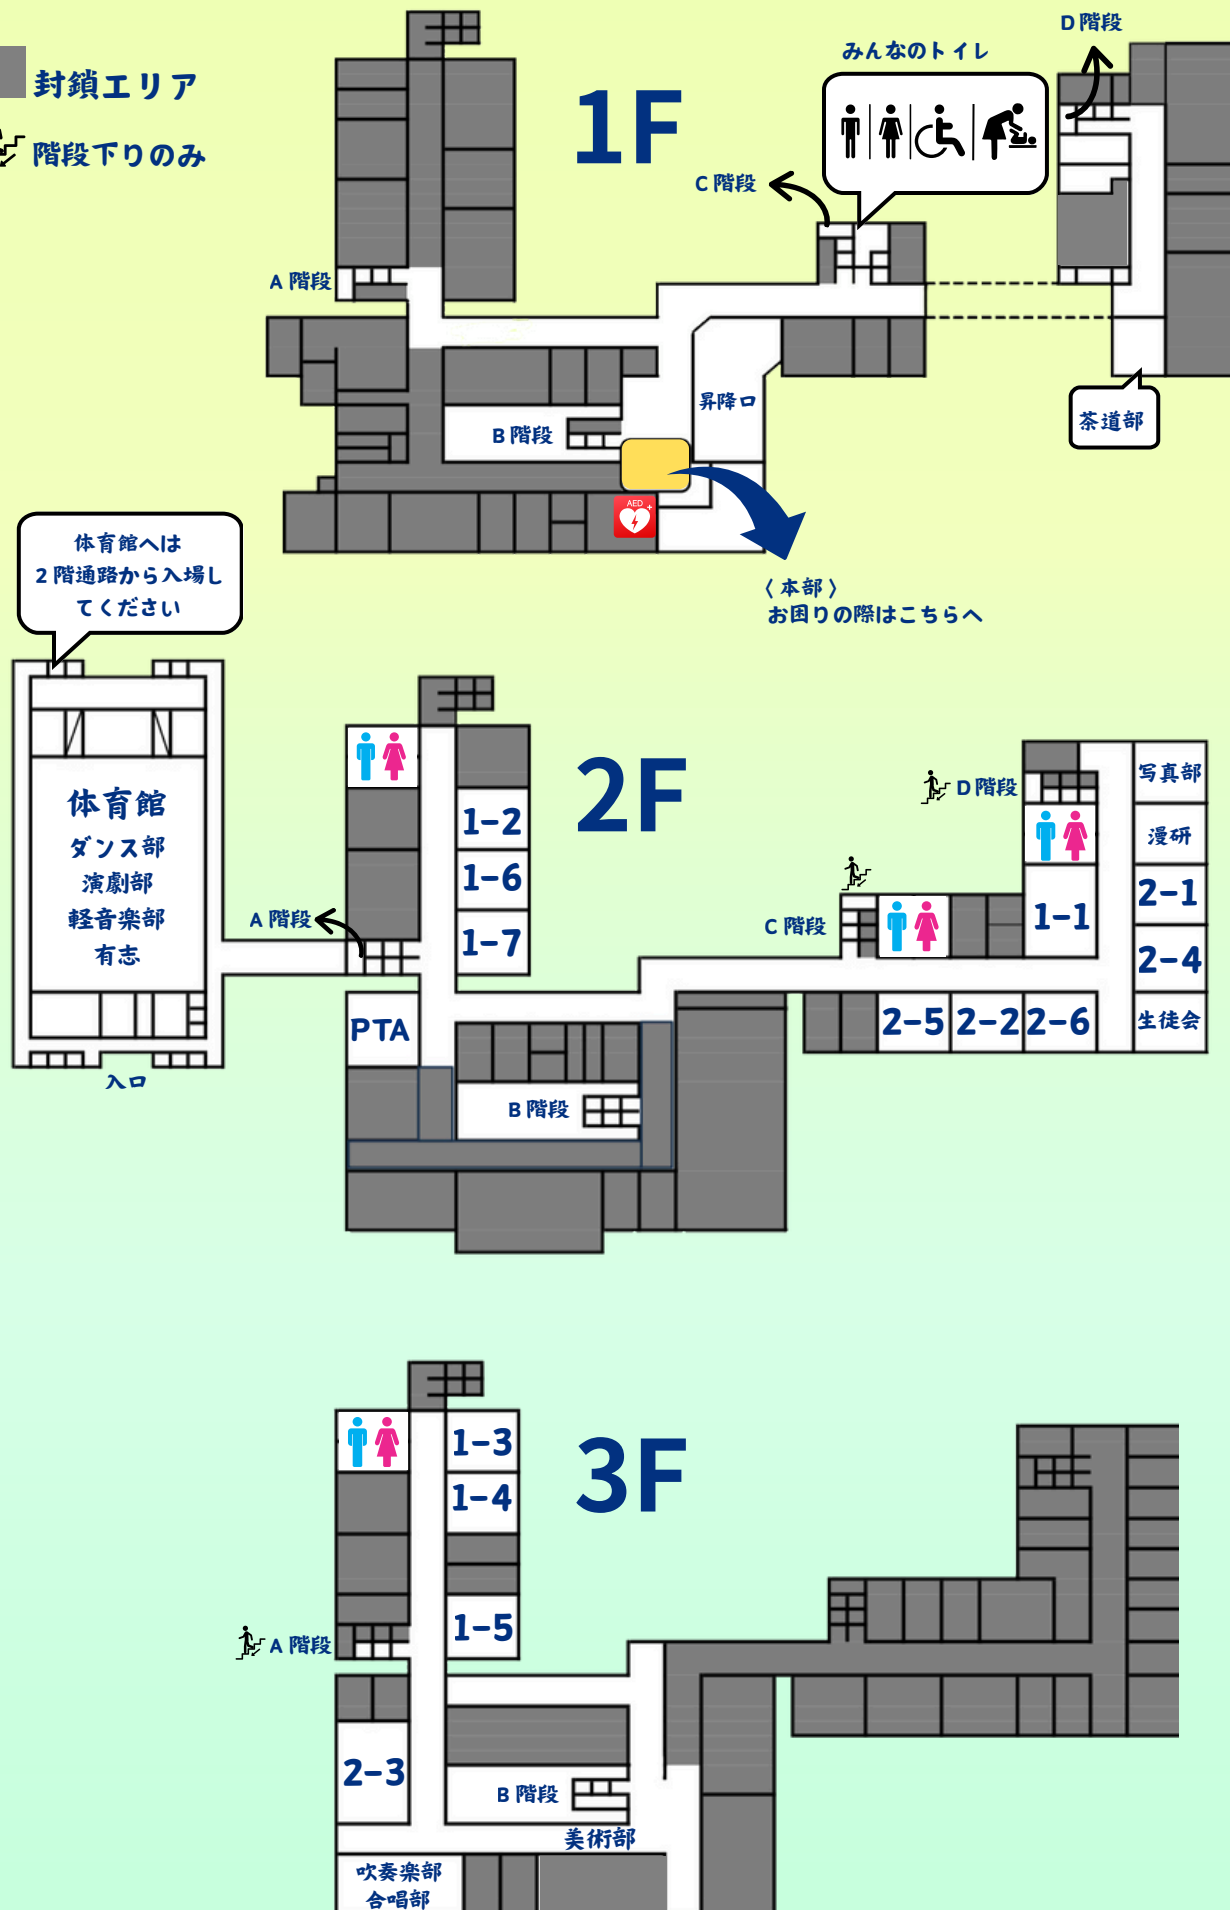 封鎖エリア
階段下りのみ
1F
みんなのトイレ
D階段
C階段
A階段
昇降口
B階段
茶道部
AED
〈本部〉
お困りの際はこちらへ
体育館へは
2階通路から入場し
てください
2F
体育館
ダンス部
演劇部
軽音楽部
有志
入口
A階段
1-2
1-6
1-7
PTA
B階段
C階段
D階段
写真部
漫研
2-1
1-1
2-4
2-5
2-2
2-6
生徒会
3F
1-3
1-4
1-5
A階段
2-3
B階段
美術部
吹奏楽部
合唱部